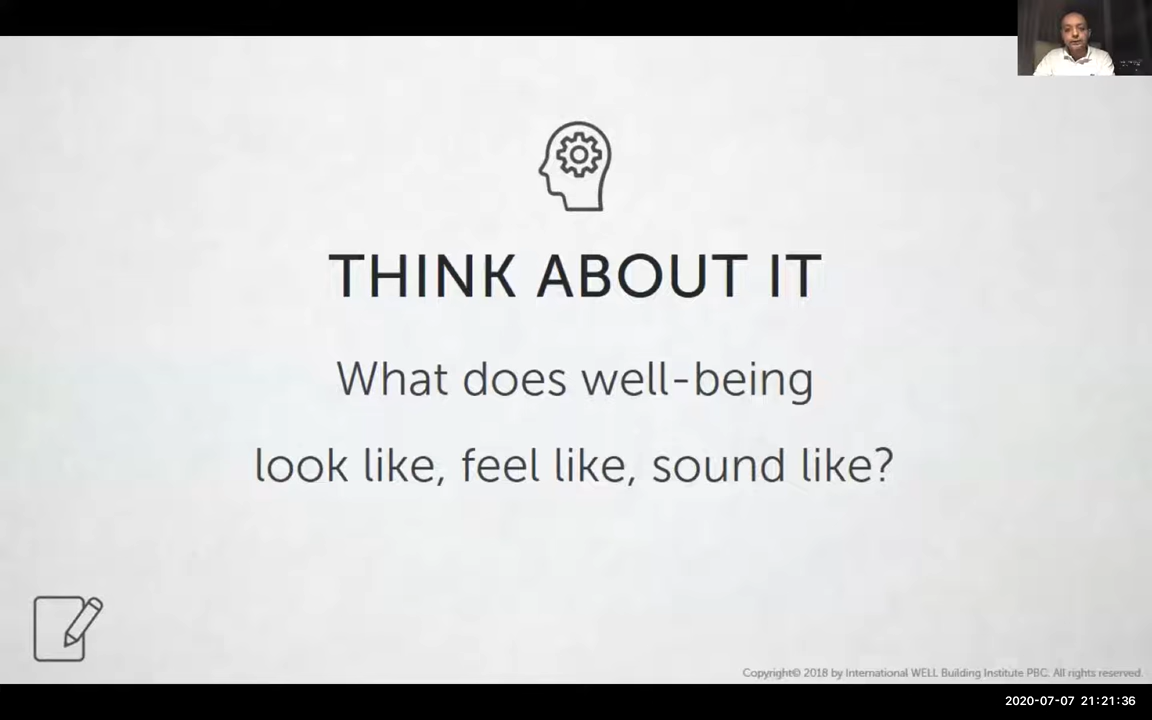 THINK ABOUT IT
What does well-being
look like, feel like, sound like?
Copyright© 2018 by International WELL Building Institute PBC. All rights reserved.
2020-07-07 21:21:36